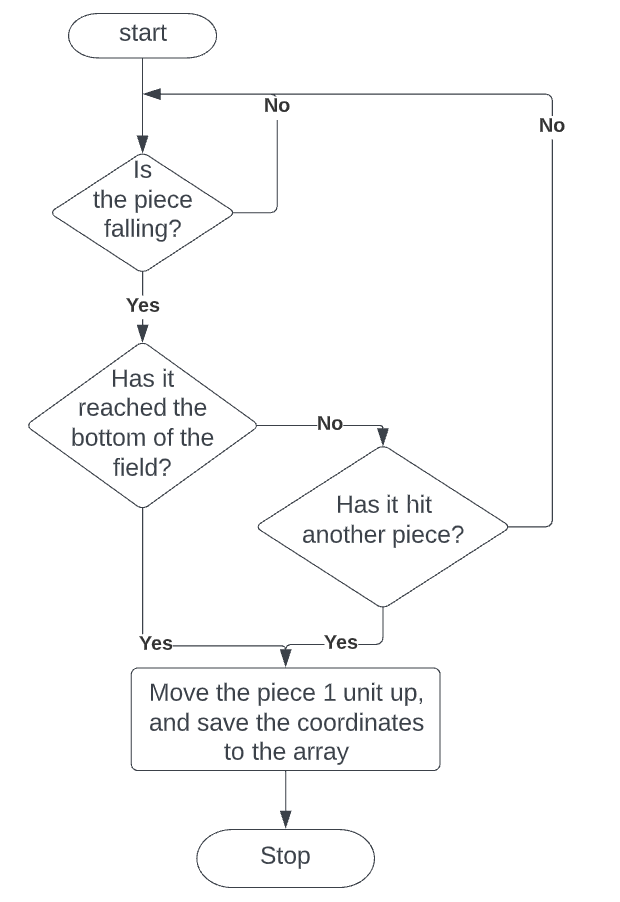 start
No
No
Is
the piece
falling?
Yes
Has it
reached the
bottom of the
field?
No
Has it hit
another piece?
Yes
Yes
Move the piece 1 unit up,
and save the coordinates
to the array
Stop